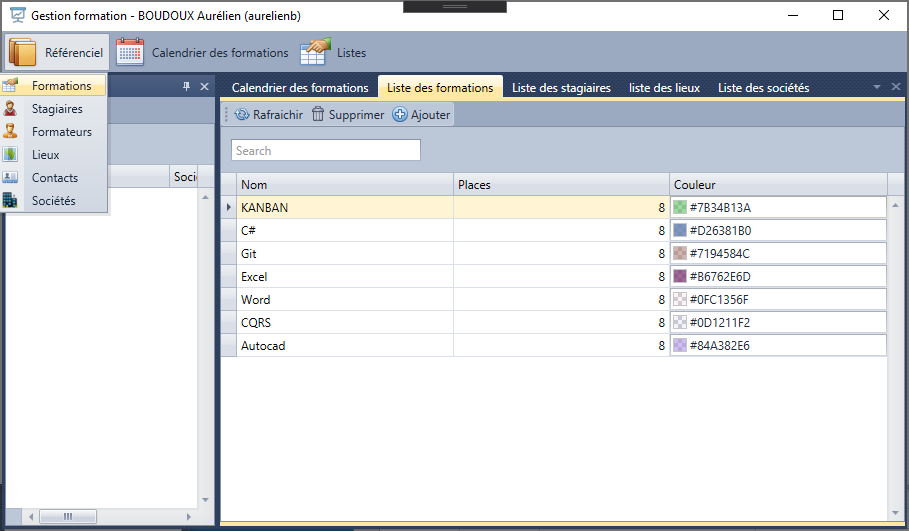 Gestion formation - BOUDOUX Aurélien (aurelienb)
Référenciel Calendrier des formations Listes
Formations
Stagiaires
Formateurs
Lieux
Contacts
Sociétés
Soci
Calendrier des formations Liste des formations Liste des stagiaires liste des lieux Liste des sociétés
Rafraichir Supprimer Ajouter
Search
Nom Places Couleur
KANBAN 8 #7B34B13A
C# 8 #D26381B0
Git 8 #7194584C
Excel 8 #B6762E6D
Word 8 #0FC1356F
CQRS 8 #0D1211F2
Autocad 8 #84A382E6